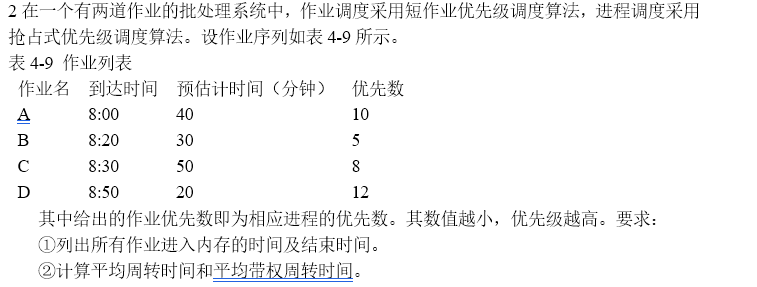 2 在一个有两道作业的批处理系统中，作业调度采用短作业优先级调度算法，进程调度采用
抢占式优先级调度算法。设作业序列如表 4-9 所示。
表 4-9 作业列表
作业名 到达时间 预估计时间（分钟） 优先数
A 8:00 40 10
B 8:20 30 5
C 8:30 50 8
D 8:50 20 12
其中给出的作业优先数即为相应进程的优先数。其数值越小，优先级越高。要求：
①列出所有作业进入内存的时间及结束时间。
②计算平均周转时间和平均带权周转时间。